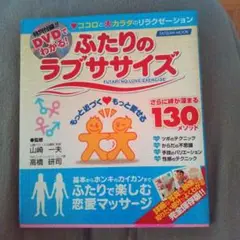 ココロ&カラダのリラクゼーション
DVDで
わかる!
ふたりの
ラブササイズ
FUTARI NO LOVE EXERCISE
もっと近づく♥もっと愛せる
さらに絆が深まる
130
メソッド
ツボのテクニック
からだの不思議
手技のバリエーション
性感のテクニック
●監修
山崎 一夫
高橋 研司
基本からホンキのカイカンまで
ふたりで楽しむ
恋愛マッサージ